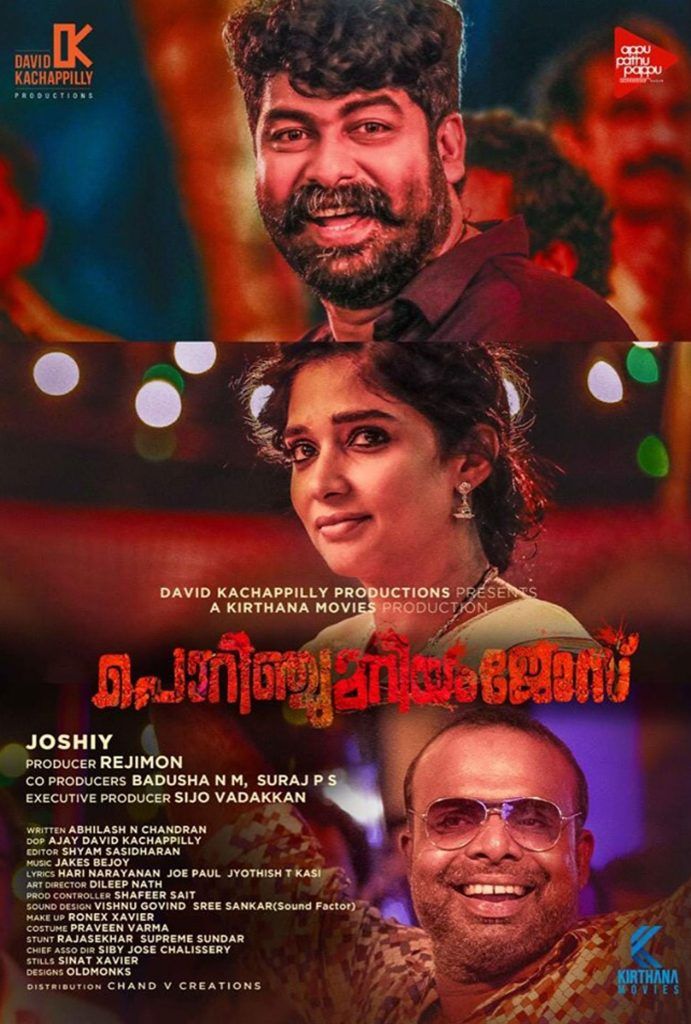 DAVID
KACHAPPILLY
PRODUCTIONS
appu
pathu
pappu
DAVID KACHAPPILLY PRODUCTIONS PRESENTS
A KIRTHANA MOVIES PRODUCTION
പൊറിഞ്ചുമറിയംജോസ്
JOSHIY
PRODUCER REJIMON
CO PRODUCERS BADUSHA N M, SURAJ P S
EXECUTIVE PRODUCER SIJO VADAKKAN
WRITTEN ABHILASH N CHANDRAN
DOP AJAY DAVID KACHAPPILLY
EDITOR SHYAM SASIDHARAN
MUSIC JAKES BEJOY
LYRICS HARI NARAYANAN JOE PAUL JYOTHISH T KASI
ART DIRECTOR DILEEP NATH
PROD CONTROLLER SHAFEER SAIT
SOUND DESIGN VISHNU GOVIND SREE SANKAR(Sound Factor)
MAKE UP RONEX XAVIER
COSTUME PRAVEEN VARMA
STUNT RAJASEKHAR SUPREME SUNDAR
CHIEF ASSO DIR SIBY JOSE CHALISSERY
STILLS SINAT XAVIER
DESIGNS OLDMONKS
DISTRIBUTION CHAND V CREATIONS
KIRTHANA
MOVIES